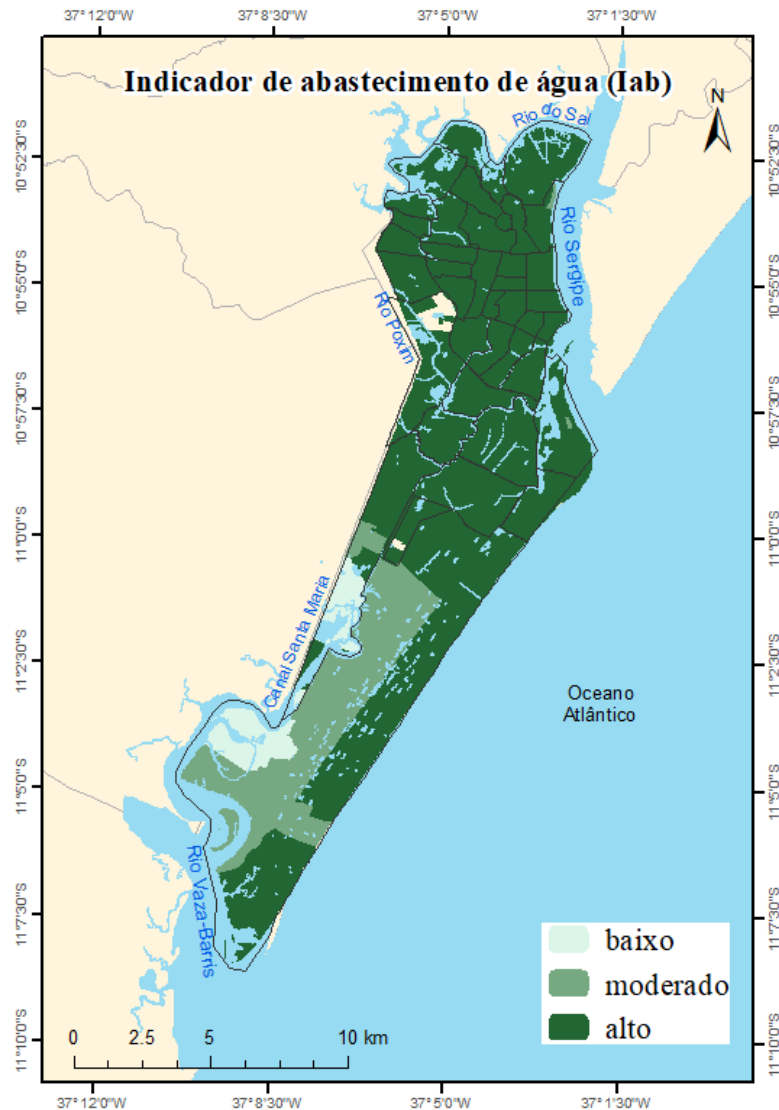 37°12'0"W 37°8'30"W 37°5'0"W 37°1'30"W
Indicador de abastecimento de água (Iab)
N
Rio do Sal
10°52'30"S 10°52'30"S
Rio Sergipe
10°55'0"S 10°55'0"S
Rio Poxim
10°57'30"S 10°57'30"S
11°0'0"S 11°0'0"S
Canal Santa Maria
11°2'30"S 11°2'30"S
Oceano
Atlântico
11°5'0"S 11°5'0"S
Rio Vaza-Barris
11°7'30"S 11°7'30"S
baixo
moderado
alto
0 2.5 5 10 km
11°10'0"S 11°10'0"S
37°12'0"W 37°8'30"W 37°5'0"W 37°1'30"W